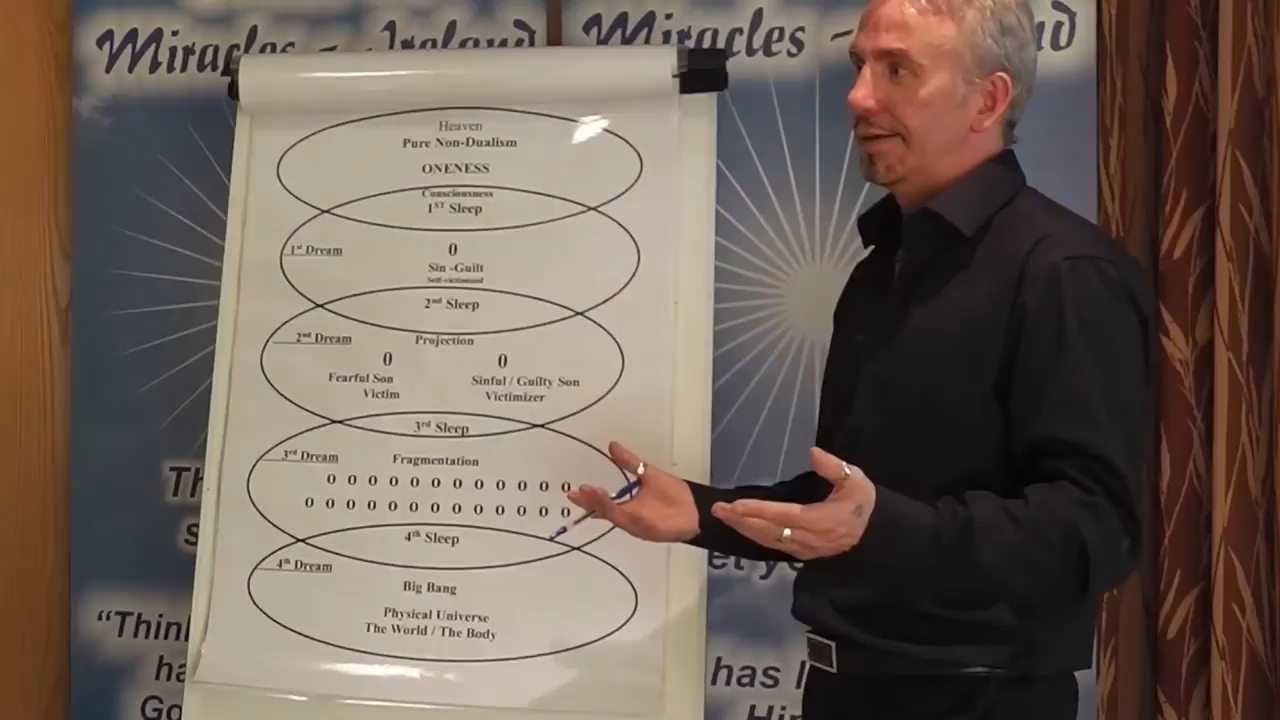 Miracles - Ireland
Miracles -
Heaven
Pure Non-Dualism
ONENESS
Consciousness
1ST Sleep
1st Dream
0
Sin -Guilt
Self-victimized
2nd Sleep
2nd Dream
Projection
0 0
Fearful Son
Sinful / Guilty Son
Victim
Victimizer
3rd Sleep
3rd Dream
Fragmentation
0 0 0 0 0 0 0 0 0 0 0 0
0 0 0 0 0 0 0 0 0 0 0 0 0
4th Sleep
4th Dream
Big Bang
Physical Universe
The World / The Body
has